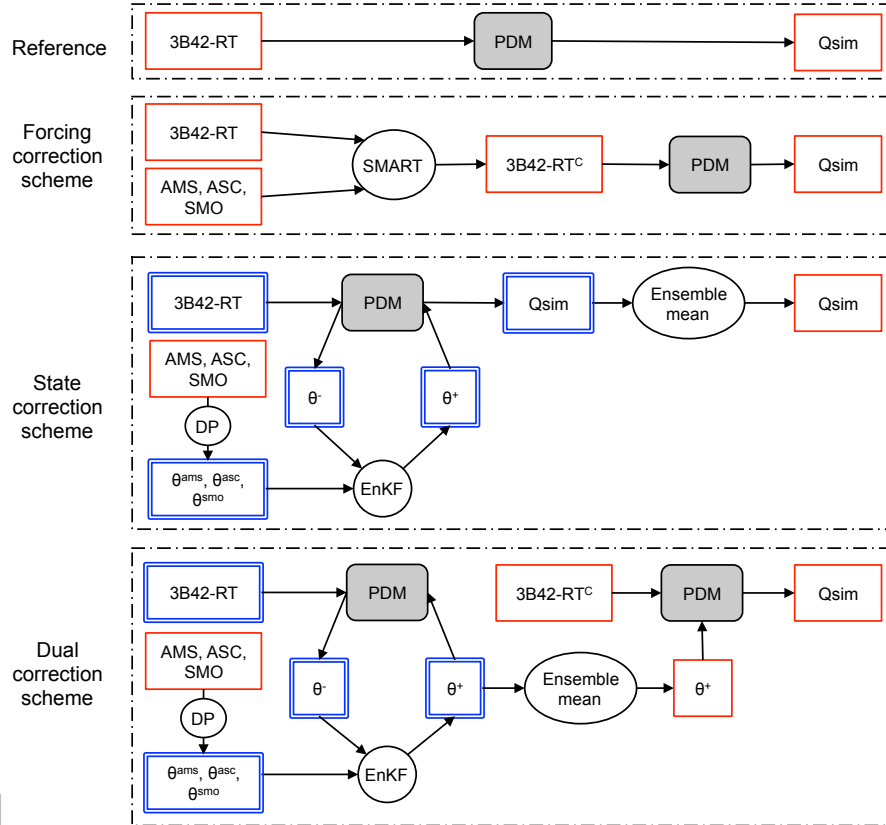 Reference
3B42-RT
PDM
Qsim
Forcing
correction
scheme
3B42-RT
AMS, ASC,
SMO
SMART
3B42-RTᶜ
PDM
Qsim
State
correction
scheme
3B42-RT
PDM
Qsim
Ensemble
mean
Qsim
AMS, ASC,
SMO
DP
θ⁻
θ⁺
θᵃᵐˢ, θᵃˢᶜ,
θˢᵐᵒ
EnKF
Dual
correction
scheme
3B42-RT
PDM
3B42-RTᶜ
PDM
Qsim
AMS, ASC,
SMO
DP
θ⁻
θ⁺
Ensemble
mean
θ⁺
θᵃᵐˢ, θᵃˢᶜ,
θˢᵐᵒ
EnKF